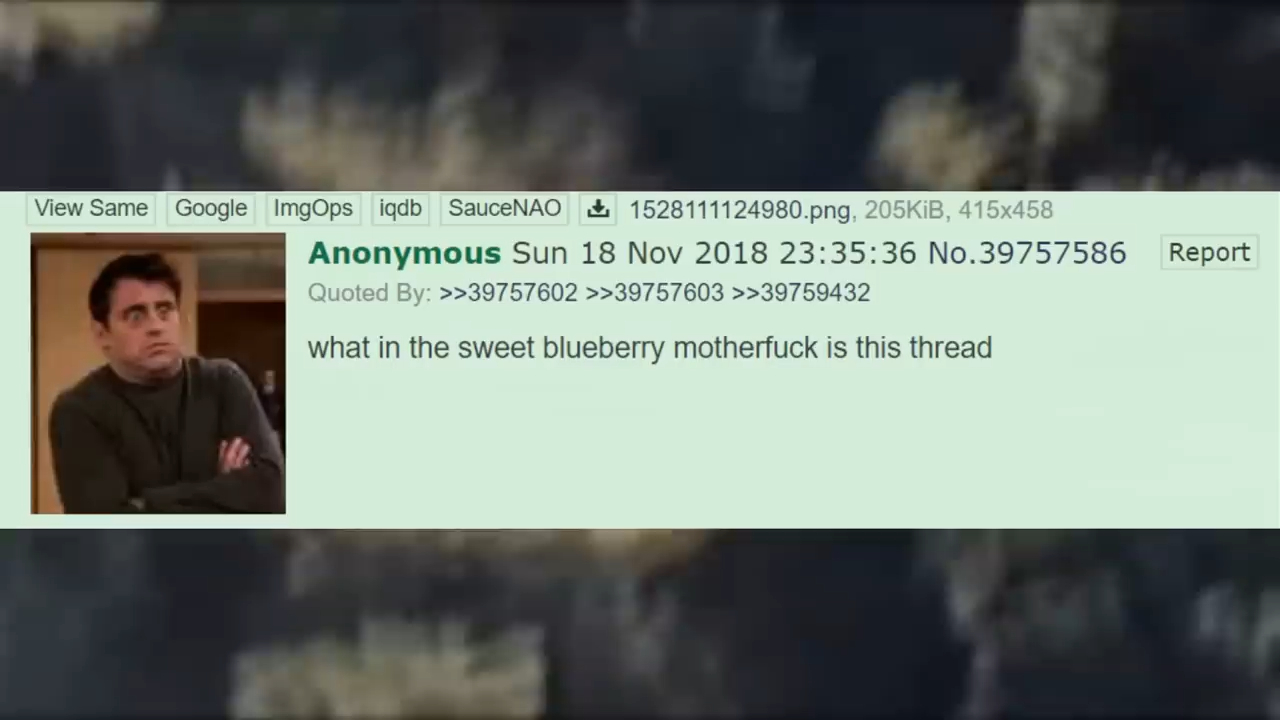 View Same Google ImgOps iqdb SauceNAO 1528111124980.png, 205KiB, 415x458
Anonymous Sun 18 Nov 2018 23:35:36 No.39757586 Report
Quoted By: >>39757602 >>39757603 >>39759432
what in the sweet blueberry motherfuck is this thread